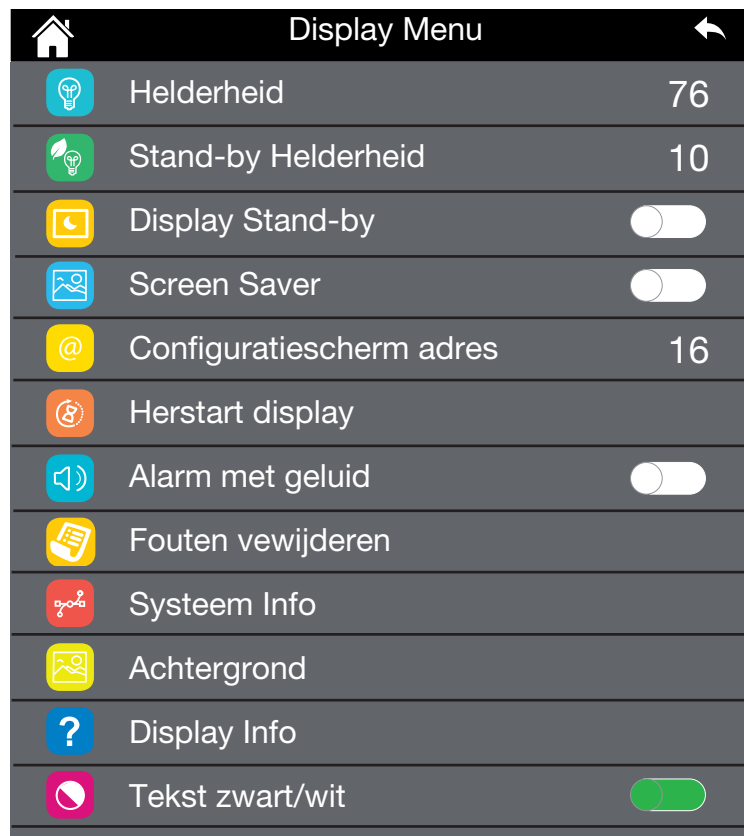 Display Menu
Helderheid 76
Stand-by Helderheid 10
Display Stand-by
Screen Saver
@ Configuratiescherm adres 16
Herstart display
Alarm met geluid
Fouten vewijderen
Systeem Info
Achtergrond
? Display Info
Tekst zwart/wit